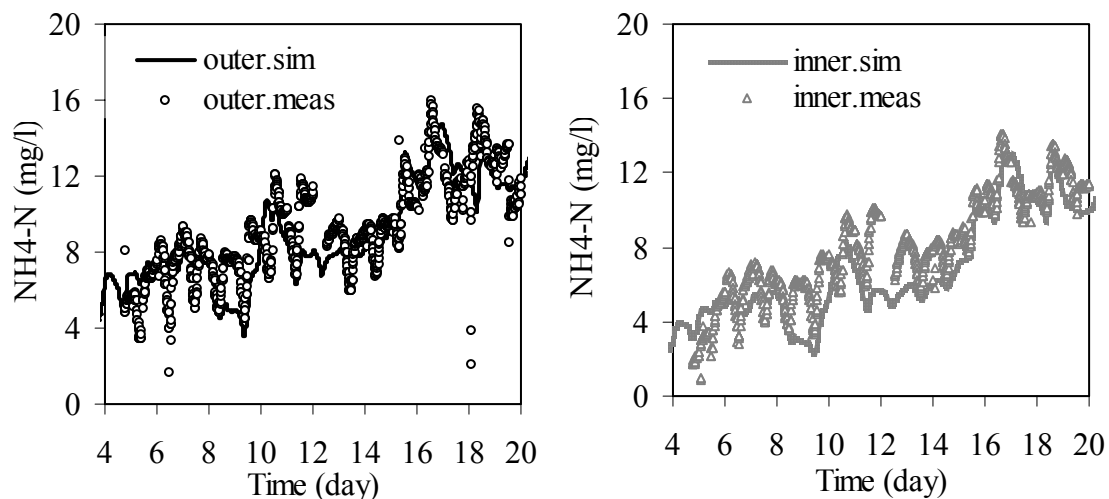 NH4-N (mg/l)
20
16
12
8
4
0
outer.sim
outer.meas
4 6 8 10 12 14 16 18 20
Time (day)
NH4-N (mg/l)
20
16
12
8
4
0
inner.sim
inner.meas
4 6 8 10 12 14 16 18 20
Time (day)